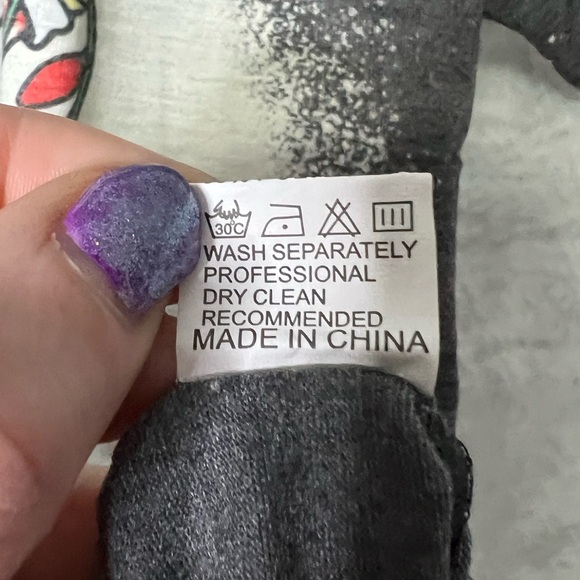 30°C
WASH SEPARATELY
PROFESSIONAL
DRY CLEAN
RECOMMENDED
MADE IN CHINA